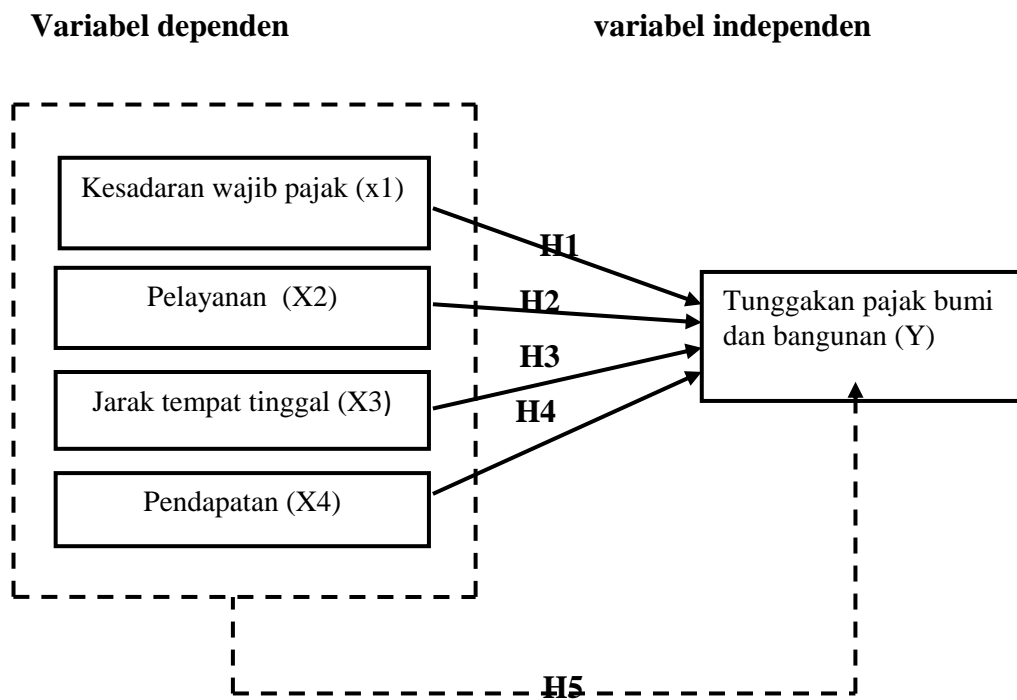 Variabel dependen
variabel independen
Kesadaran wajib pajak (x1)
H1
Pelayanan (X2)
H2
Tunggakan pajak bumi
dan bangunan (Y)
H3
Jarak tempat tinggal (X3)
H4
Pendapatan (X4)
H5